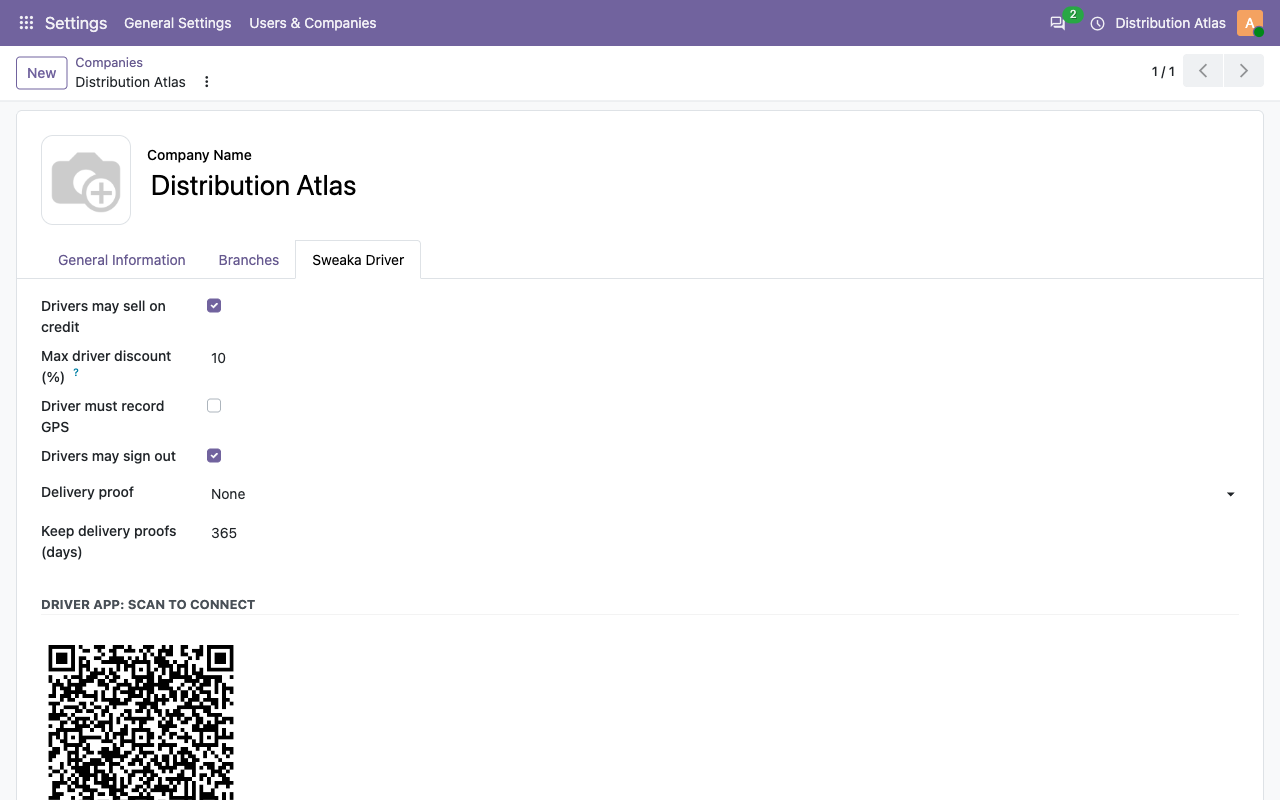 Settings General Settings Users & Companies 2 Distribution Atlas A
New Companies 1 / 1
Distribution Atlas
Company Name
Distribution Atlas
General Information Branches Sweaka Driver
Drivers may sell on
credit
Max driver discount 10
(%) ?
Driver must record
GPS
Drivers may sign out
Delivery proof None
Keep delivery proofs 365
(days)
DRIVER APP: SCAN TO CONNECT